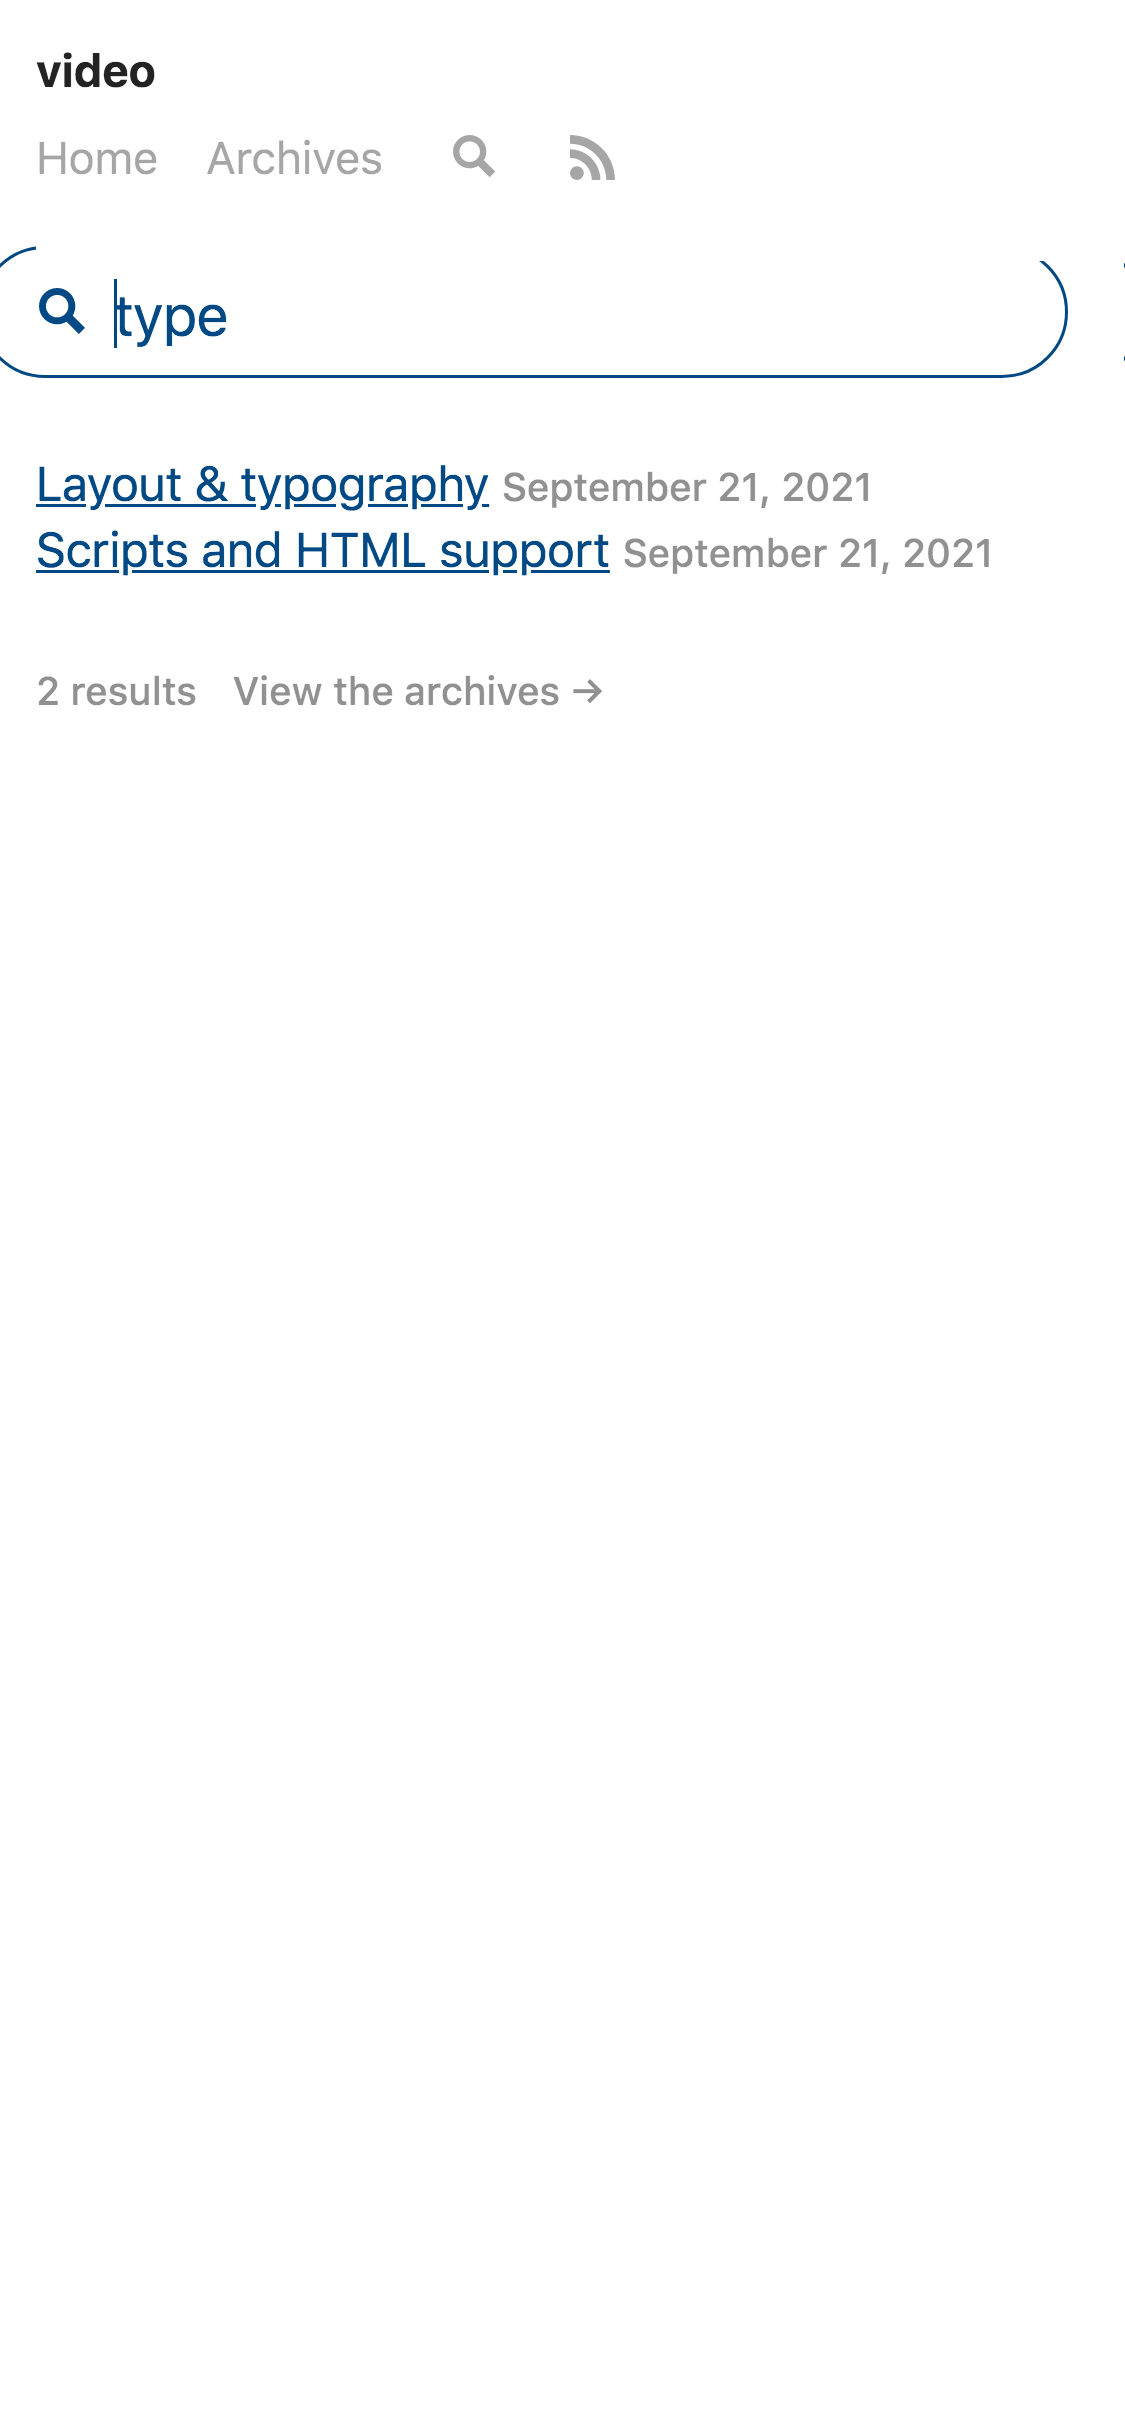 video
Home Archives
type
Layout & typography September 21, 2021
Scripts and HTML support September 21, 2021
2 results View the archives →